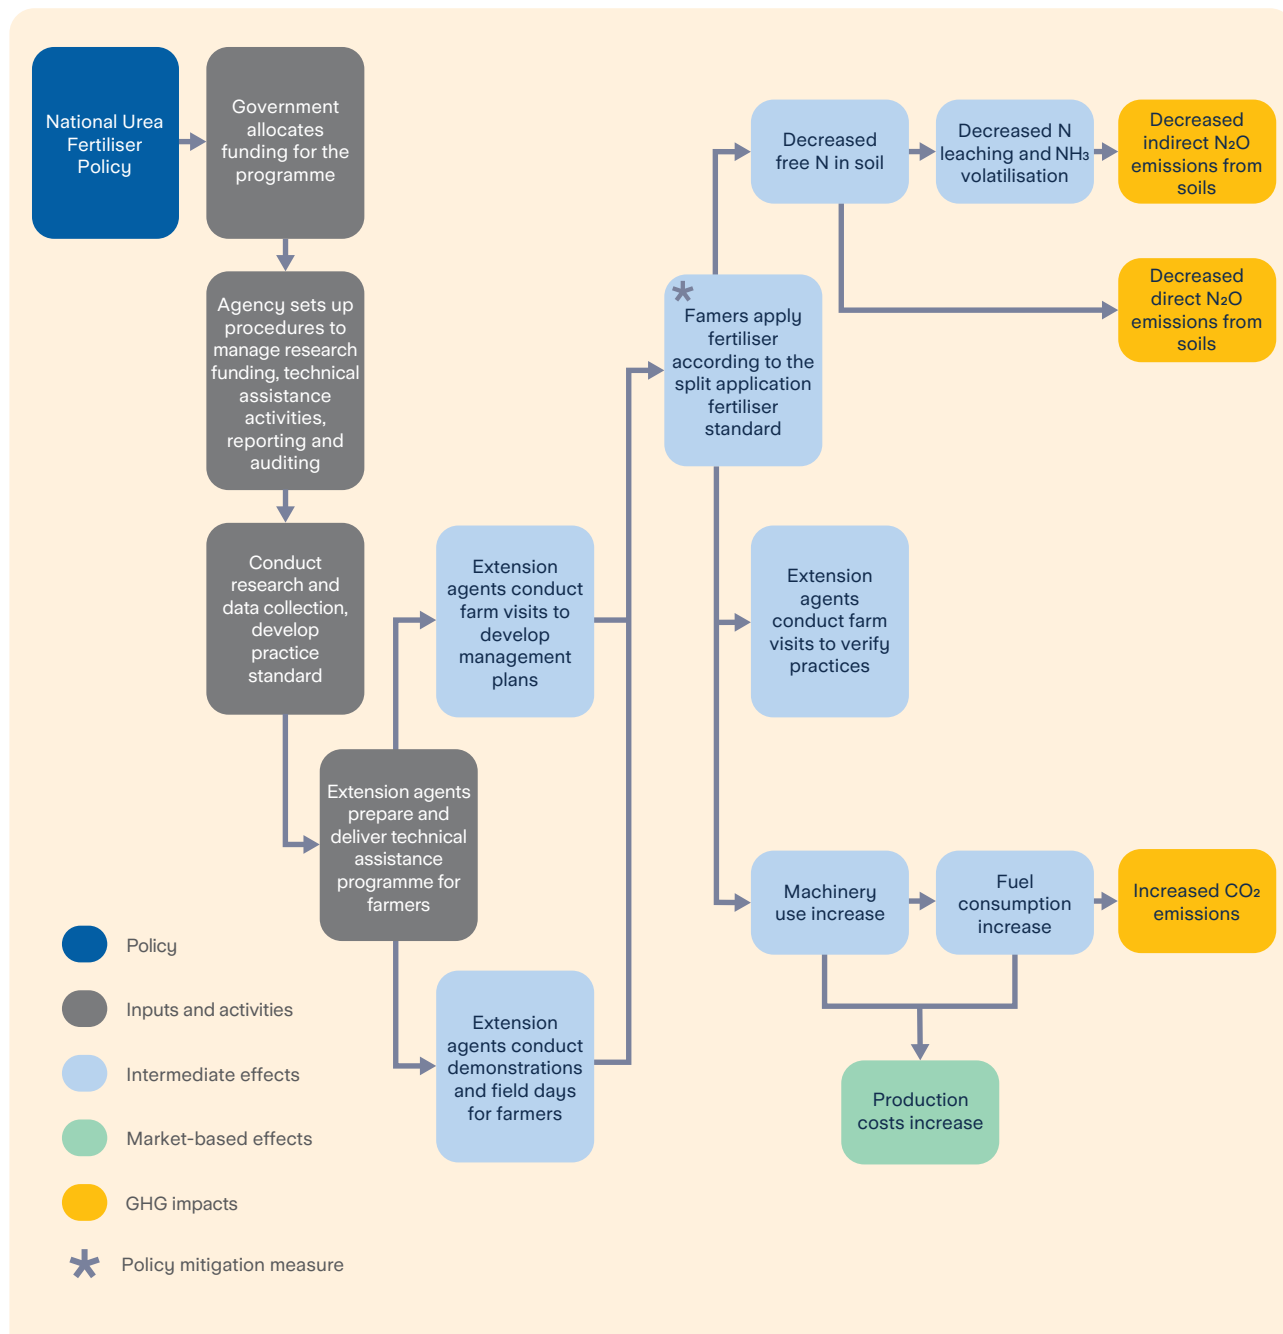 National Urea
Fertiliser
Policy
Government
allocates
funding for the
programme
Agency sets up
procedures to
manage research
funding, technical
assistance
activities,
reporting and
auditing
Conduct
research and
data collection,
develop
practice
standard
Extension agents
prepare and
deliver technical
assistance
programme for
farmers
Extension
agents conduct
farm visits to
develop
management
plans
Extension
agents conduct
demonstrations
and field days
for farmers
Famers apply
fertiliser
according to the
split application
fertiliser
standard
Decreased
free N in soil
Decreased N
leaching and NH₃
volatilisation
Decreased
indirect N₂O
emissions from
soils
Decreased
direct N₂O
emissions from
soils
Extension
agents
conduct farm
visits to verify
practices
Machinery
use increase
Fuel
consumption
increase
Increased CO₂
emissions
Production
costs increase
Policy
Inputs and activities
Intermediate effects
Market-based effects
GHG impacts
Policy mitigation measure